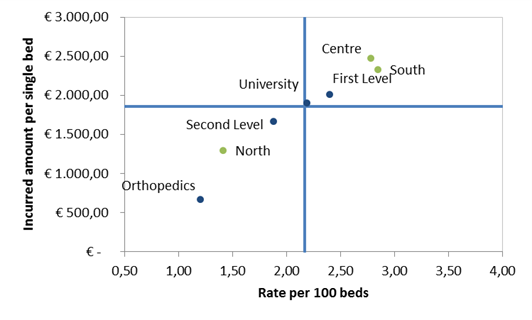 Incurred amount per single bed
€ 3.000,00
€ 2.500,00
€ 2.000,00
€ 1.500,00
€ 1.000,00
€ 500,00
€ -
Centre
South
First Level
University
Second Level
North
Orthopedics
0,50 1,00 1,50 2,00 2,50 3,00 3,50 4,00
Rate per 100 beds